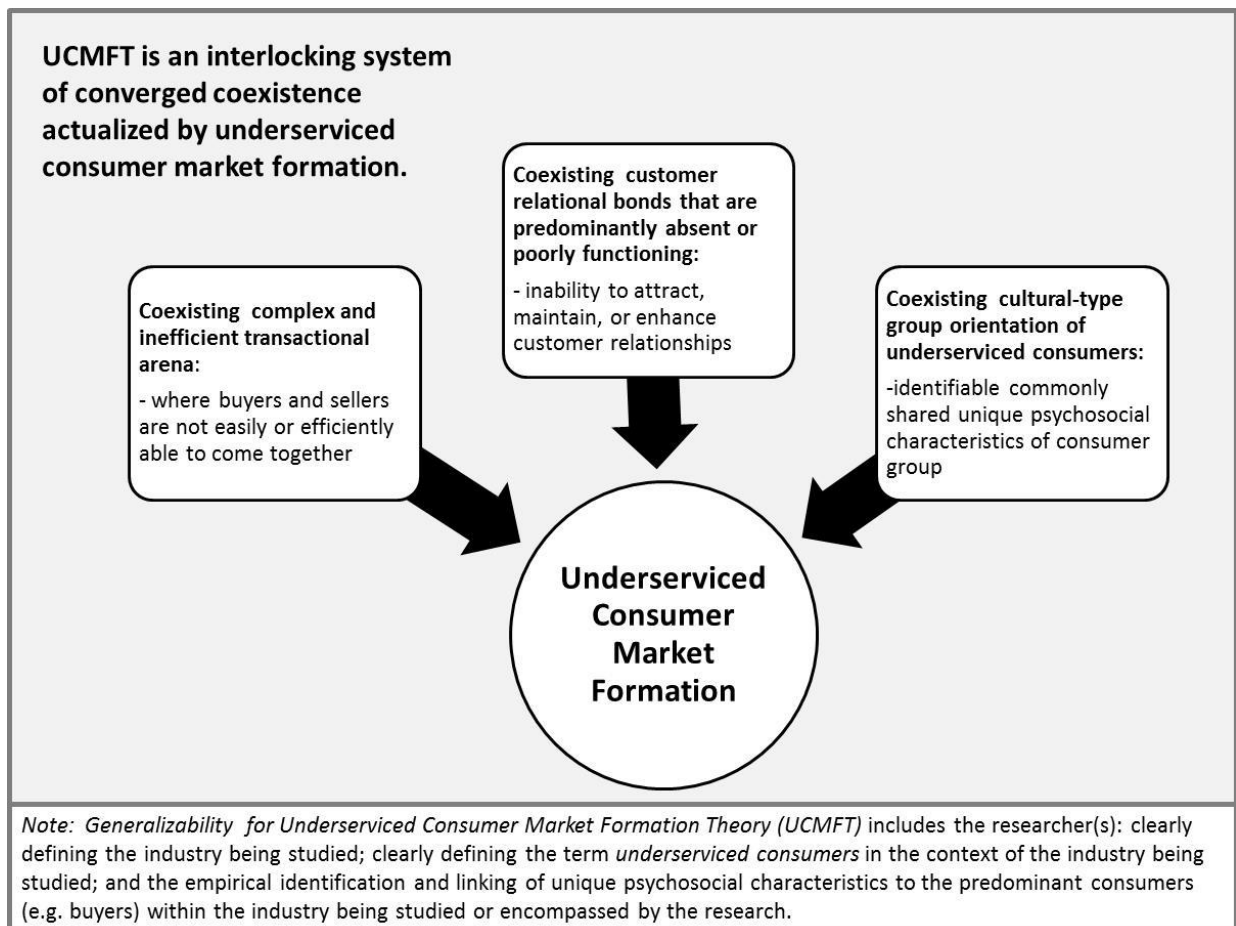 UCMFT is an interlocking system
of converged coexistence
actualized by underserviced
consumer market formation.
Coexisting complex and
inefficient transactional
arena:
- where buyers and sellers
are not easily or efficiently
able to come together
Coexisting customer
relational bonds that are
predominantly absent or
poorly functioning:
- inability to attract,
maintain, or enhance
customer relationships
Coexisting cultural-type
group orientation of
underserviced consumers:
-identifiable commonly
shared unique psychosocial
characteristics of consumer
group
Underserviced
Consumer
Market
Formation
Note: Generalizability for Underserviced Consumer Market Formation Theory (UCMFT) includes the researcher(s): clearly
defining the industry being studied; clearly defining the term underserviced consumers in the context of the industry being
studied; and the empirical identification and linking of unique psychosocial characteristics to the predominant consumers
(e.g. buyers) within the industry being studied or encompassed by the research.